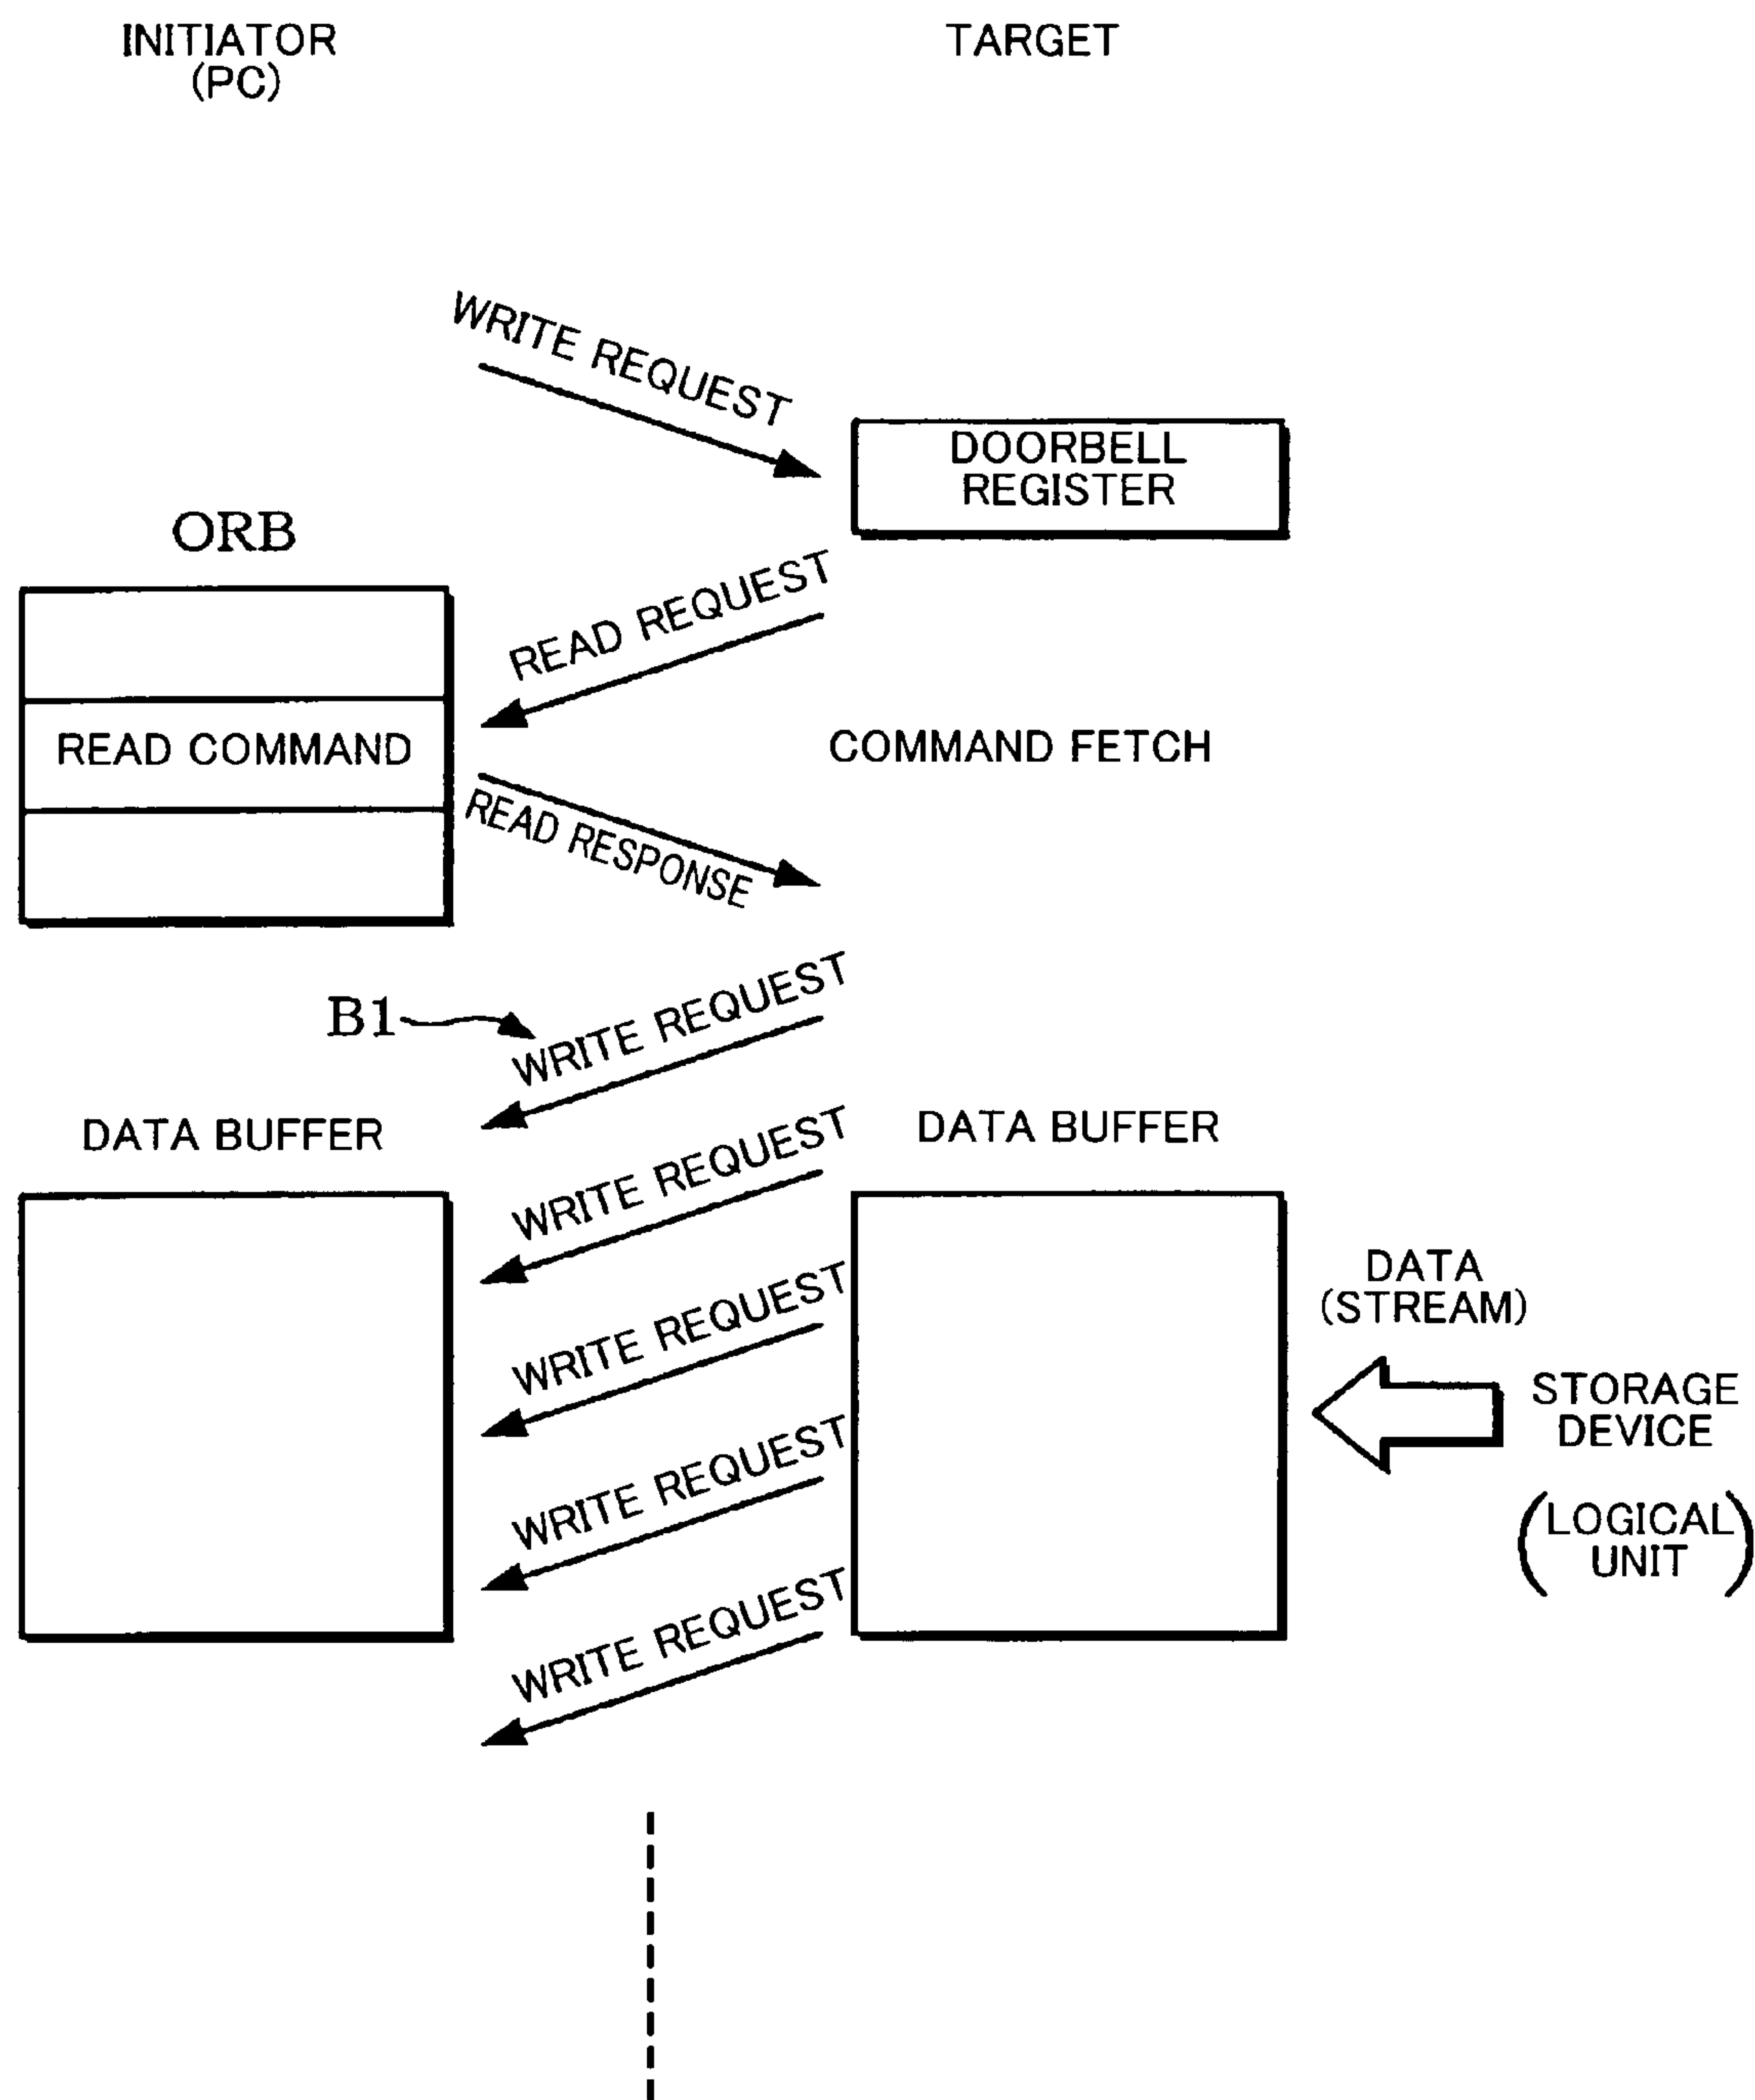 INITIATOR
(PC)
TARGET
WRITE REQUEST
DOORBELL
REGISTER
ORB
READ REQUEST
READ COMMAND
COMMAND FETCH
READ RESPONSE
B1
WRITE REQUEST
DATA BUFFER
WRITE REQUEST
DATA BUFFER
WRITE REQUEST
DATA
(STREAM)
STORAGE
DEVICE
WRITE REQUEST
(LOGICAL
UNIT)
WRITE REQUEST